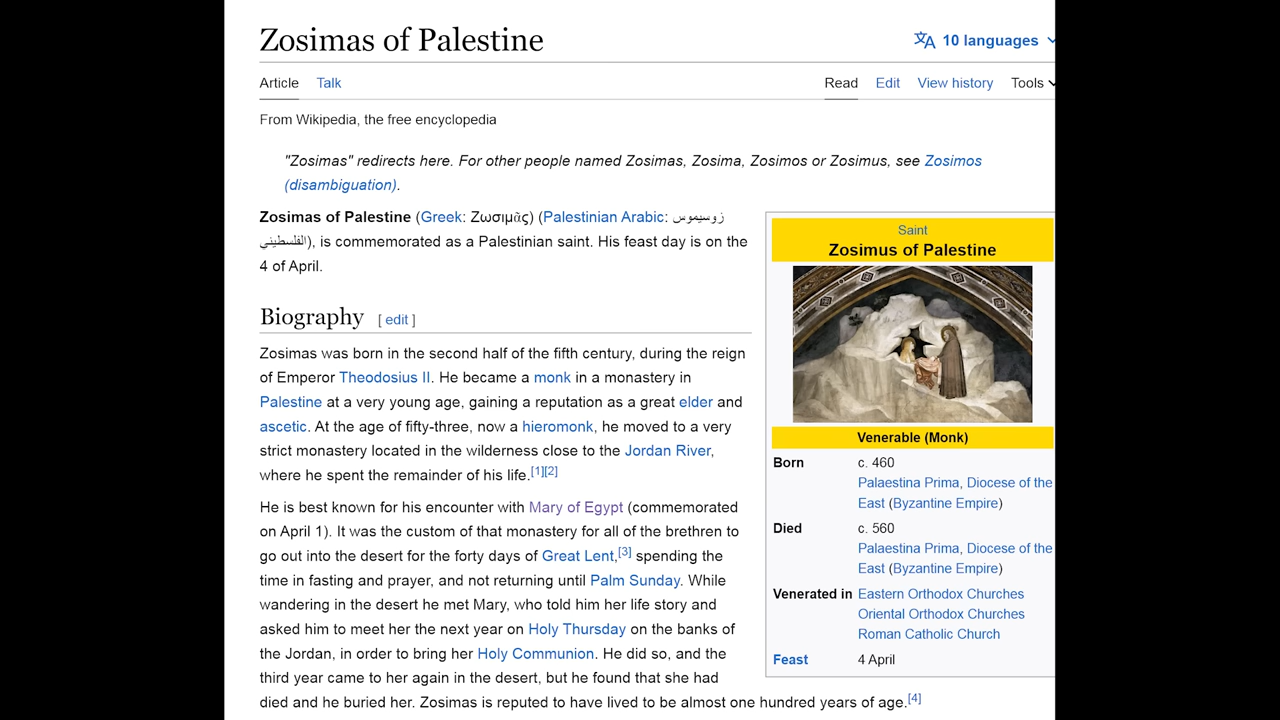 Zosimas of Palestine
10 languages
Article Talk Read Edit View history Tools
From Wikipedia, the free encyclopedia
"Zosimas" redirects here. For other people named Zosimas, Zosima, Zosimos or Zosimus, see Zosimos
(disambiguation).
Zosimas of Palestine (Greek: Ζωσιμᾶς) (Palestinian Arabic: زوسيموس
الفلسطيني), is commemorated as a Palestinian saint. His feast day is on the
4 of April.
Biography [ edit ]
Zosimas was born in the second half of the fifth century, during the reign
of Emperor Theodosius II. He became a monk in a monastery in
Palestine at a very young age, gaining a reputation as a great elder and
ascetic. At the age of fifty-three, now a hieromonk, he moved to a very
strict monastery located in the wilderness close to the Jordan River,
where he spent the remainder of his life.[1][2]
He is best known for his encounter with Mary of Egypt (commemorated
on April 1). It was the custom of that monastery for all of the brethren to
go out into the desert for the forty days of Great Lent,[3] spending the
time in fasting and prayer, and not returning until Palm Sunday. While
wandering in the desert he met Mary, who told him her life story and
asked him to meet her the next year on Holy Thursday on the banks of
the Jordan, in order to bring her Holy Communion. He did so, and the
third year came to her again in the desert, but he found that she had
died and he buried her. Zosimas is reputed to have lived to be almost one hundred years of age.[4]
Saint
Zosimus of Palestine
Venerable (Monk)
Born c. 460
Palaestina Prima, Diocese of the
East (Byzantine Empire)
Died c. 560
Palaestina Prima, Diocese of the
East (Byzantine Empire)
Venerated in Eastern Orthodox Churches
Oriental Orthodox Churches
Roman Catholic Church
Feast 4 April